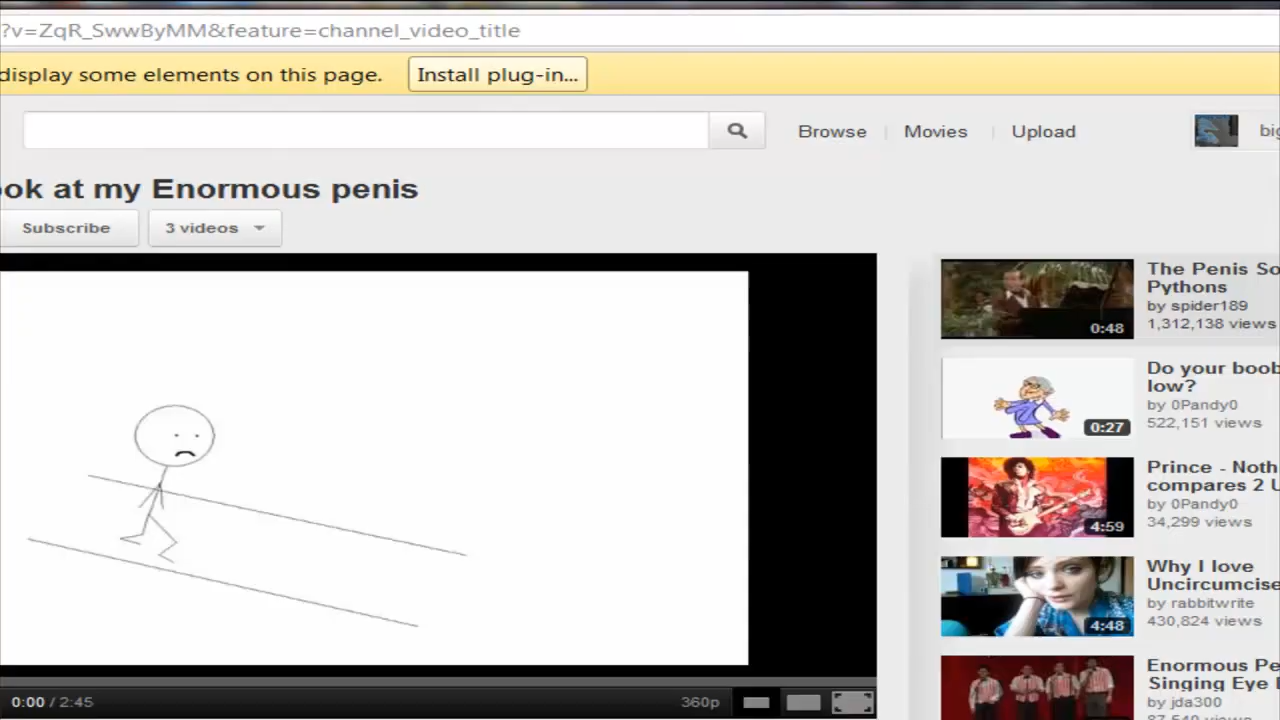 ?v=ZqR_SwwByMM&feature=channel_video_title
display some elements on this page. Install plug-in...
Browse Movies Upload big
ook at my Enormous penis
Subscribe 3 videos
The Penis So
Pythons
by spider189
1,312,138 views
0:48
Do your boob
low?
by 0Pandy0
522,151 views
0:27
Prince - Noth
compares 2 U
by 0Pandy0
34,299 views
4:59
Why I love
Uncircumcise
by rabbitwrite
430,824 views
4:48
Enormous Pe
Singing Eye
by jda300
87,540 views
0:00 / 2:45 360p